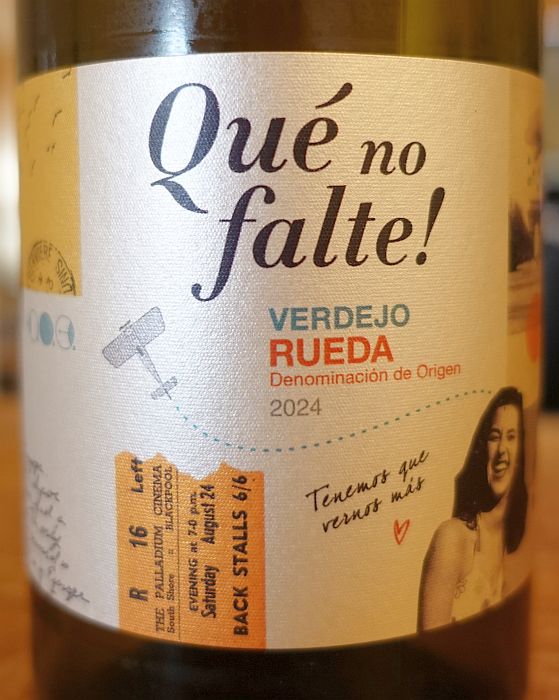 Qué no
falte!
VERDEJO
RUEDA
Denominación de Origen
2024
Tenemos que
vernos más
R 16 Left
THE PALLADIUM CINEMA
South Shore :: BLACKPOOL
EVENING at 7-0 p.m.
Saturday August 24
BACK STALLS 6/6